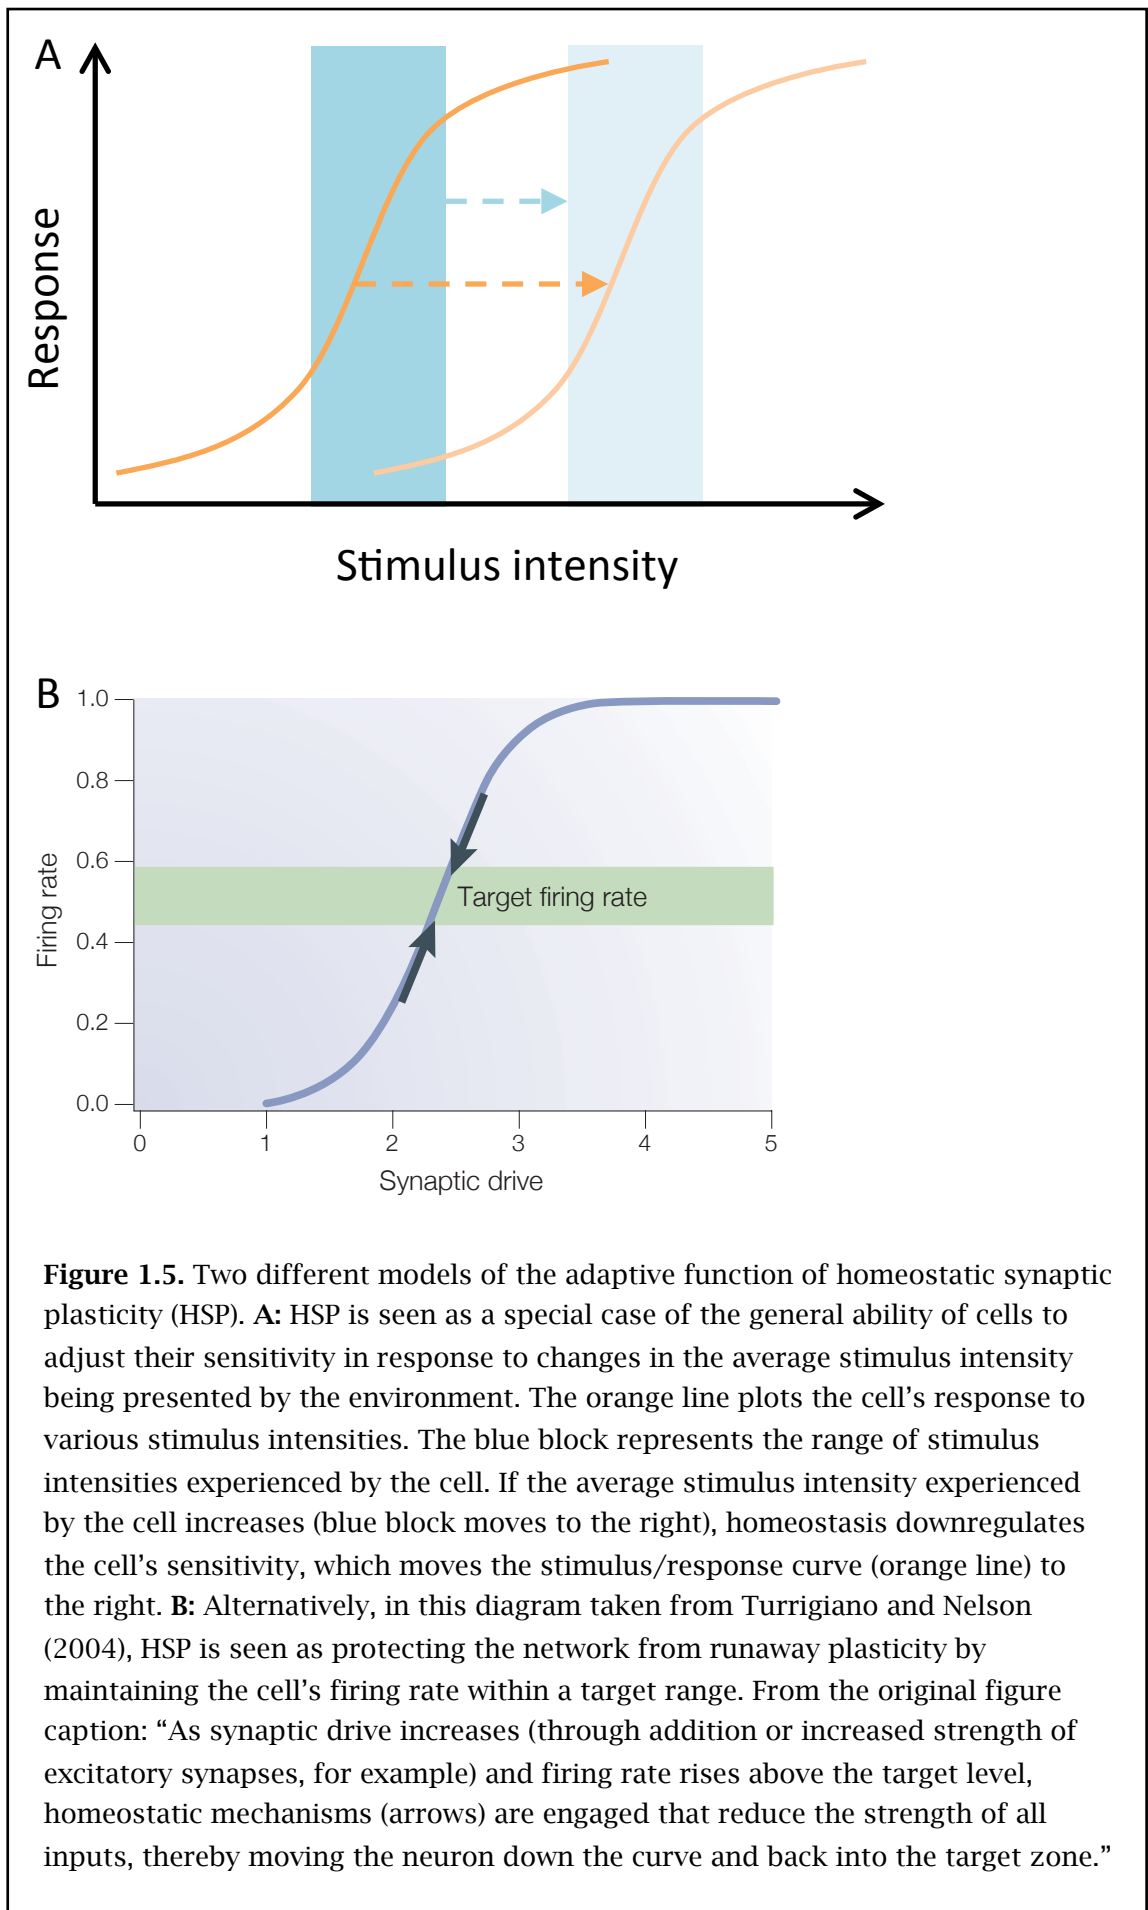 A
Response
Stimulus intensity
B
1.0
0.8
0.6
0.4
0.2
0.0
Firing rate
Target firing rate
0 1 2 3 4 5
Synaptic drive
Figure 1.5. Two different models of the adaptive function of homeostatic synaptic
plasticity (HSP). A: HSP is seen as a special case of the general ability of cells to
adjust their sensitivity in response to changes in the average stimulus intensity
being presented by the environment. The orange line plots the cell’s response to
various stimulus intensities. The blue block represents the range of stimulus
intensities experienced by the cell. If the average stimulus intensity experienced
by the cell increases (blue block moves to the right), homeostasis downregulates
the cell’s sensitivity, which moves the stimulus/response curve (orange line) to
the right. B: Alternatively, in this diagram taken from Turrigiano and Nelson
(2004), HSP is seen as protecting the network from runaway plasticity by
maintaining the cell’s firing rate within a target range. From the original figure
caption: “As synaptic drive increases (through addition or increased strength of
excitatory synapses, for example) and firing rate rises above the target level,
homeostatic mechanisms (arrows) are engaged that reduce the strength of all
inputs, thereby moving the neuron down the curve and back into the target zone.”